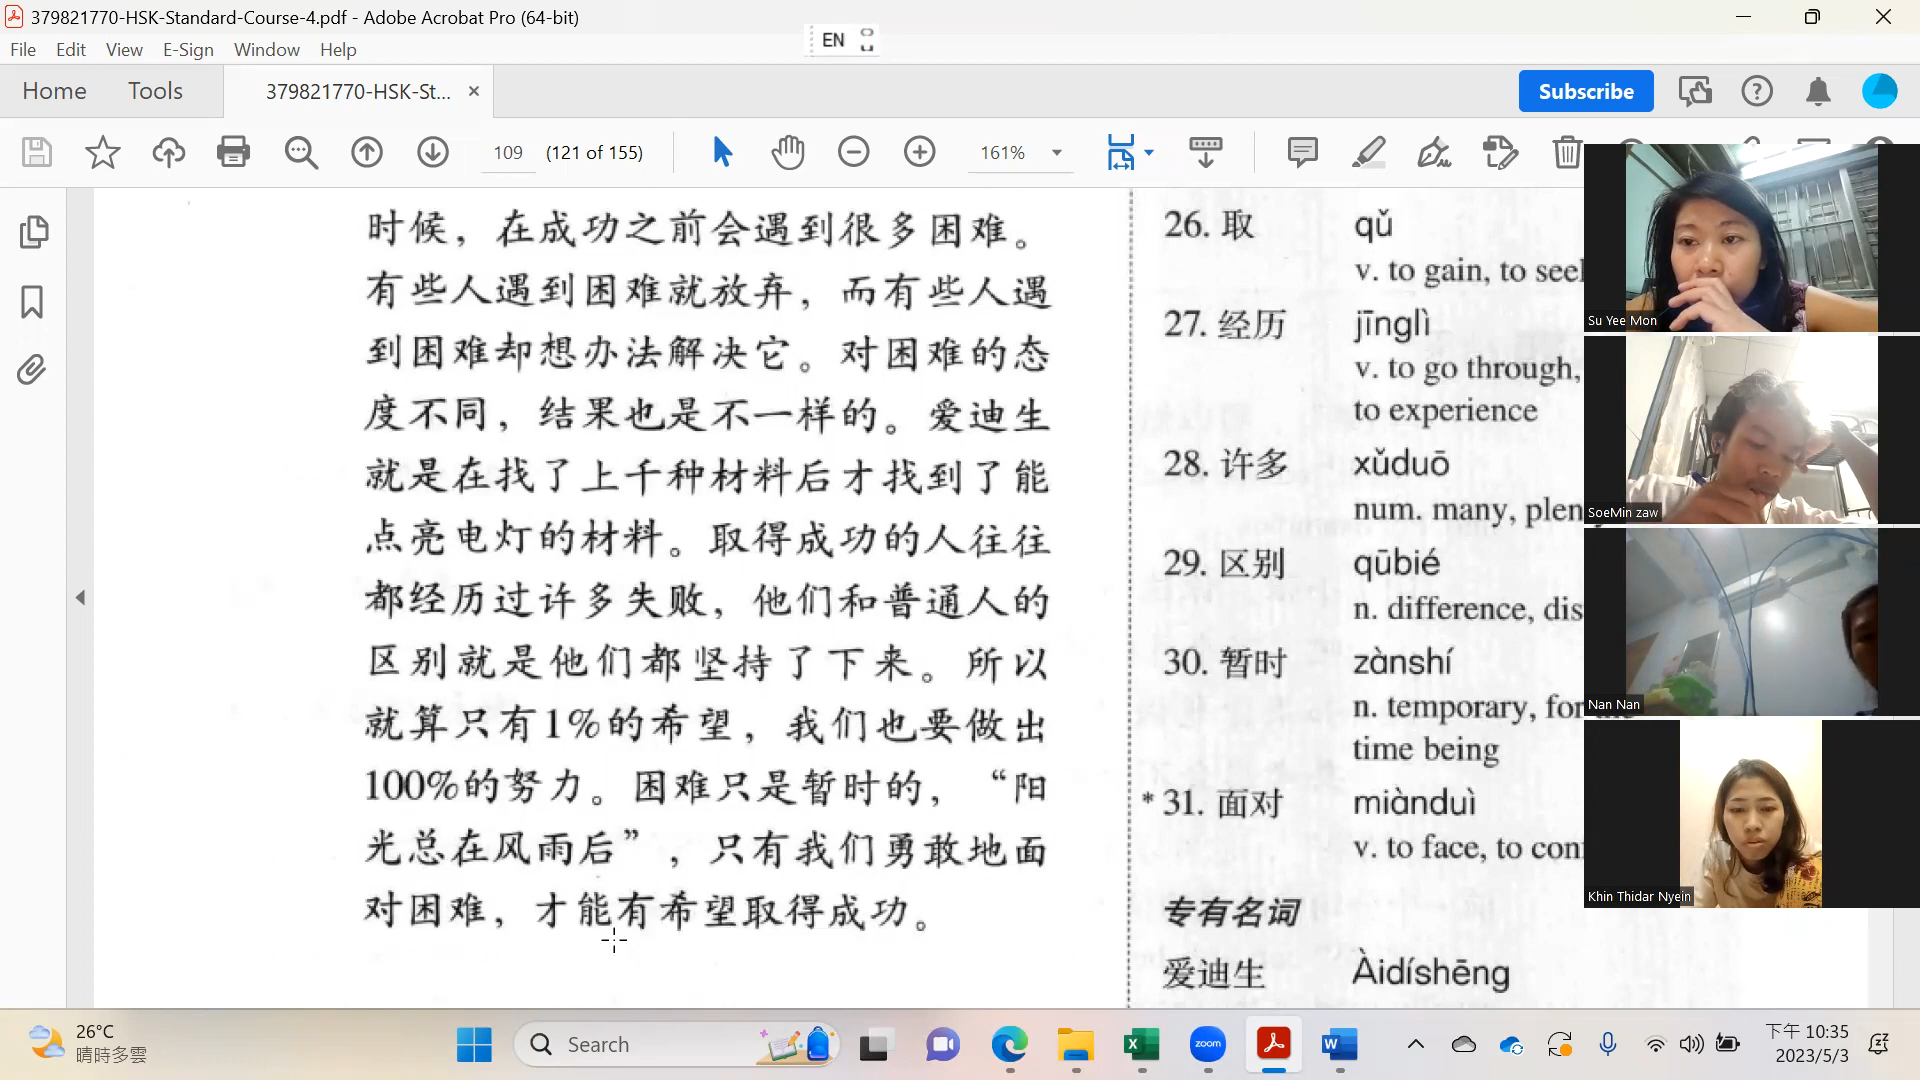 379821770-HSK-Standard-Course-4.pdf - Adobe Acrobat Pro (64-bit)
File Edit View E-Sign Window Help
EN
Home Tools 379821770-HSK-St... ×
Subscribe
109 (121 of 155)
161%
时候，在成功之前会遇到很多困难。
有些人遇到困难就放弃，而有些人遇
到困难却想办法解决它。对困难的态
度不同，结果也是不一样的。爱迪生
就是在找了上千种材料后才找到了能
点亮电灯的材料。取得成功的人往往
都经历过许多失败，他们和普通人的
区别就是他们都坚持了下来。所以
就算只有1%的希望，我们也要做出
100%的努力。困难只是暂时的，“阳
光总在风雨后”，只有我们勇敢地面
对困难，才能有希望取得成功。
26. 取 qǔ
v. to gain, to see
27. 经历 jīnglì
v. to go through,
to experience
28. 许多 xǔduō
num. many, plen
29. 区别 qūbié
n. difference, dis
30. 暂时 zànshí
n. temporary, for the
time being
* 31. 面对 miànduì
v. to face, to con
专有名词
爱迪生 Àidíshēng
Su Yee Mon
SoeMin zaw
Nan Nan
Khin Thidar Nyein
26°C
晴時多雲
Search
zoom
下午 10:35
2023/5/3